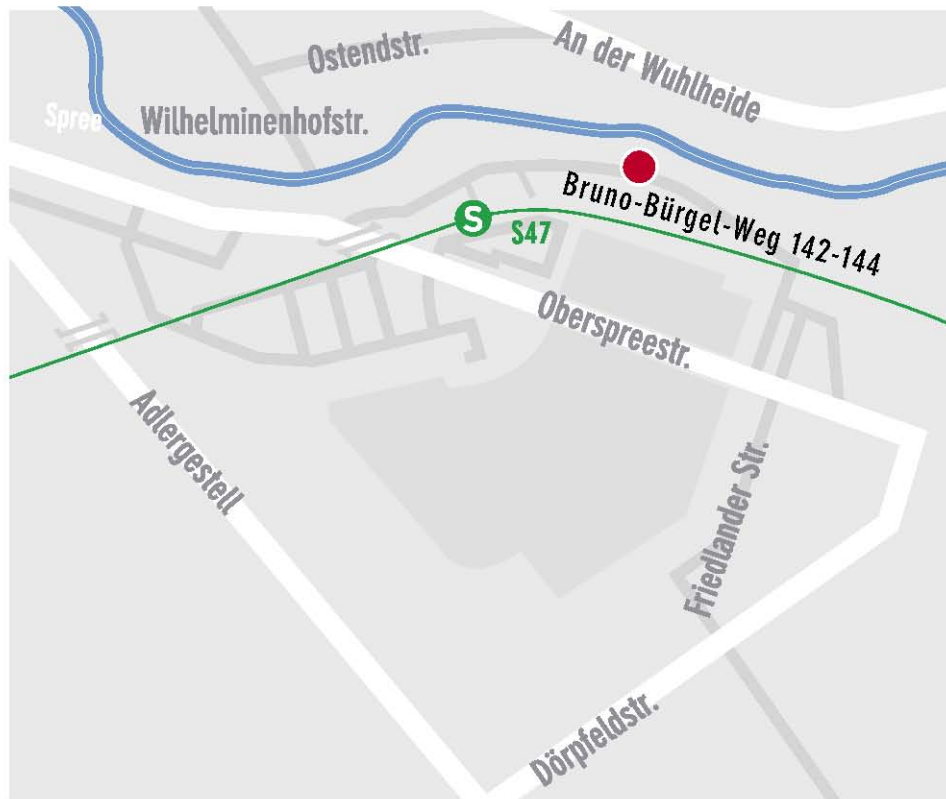 Ostendstr.
An der Wuhlheide
Spree
Wilhelminenhofstr.
Bruno-Bürgel-Weg 142-144
S
S47
Oberspreestr.
Adlergestell
Friedlander Str.
Dörpfeldstr.